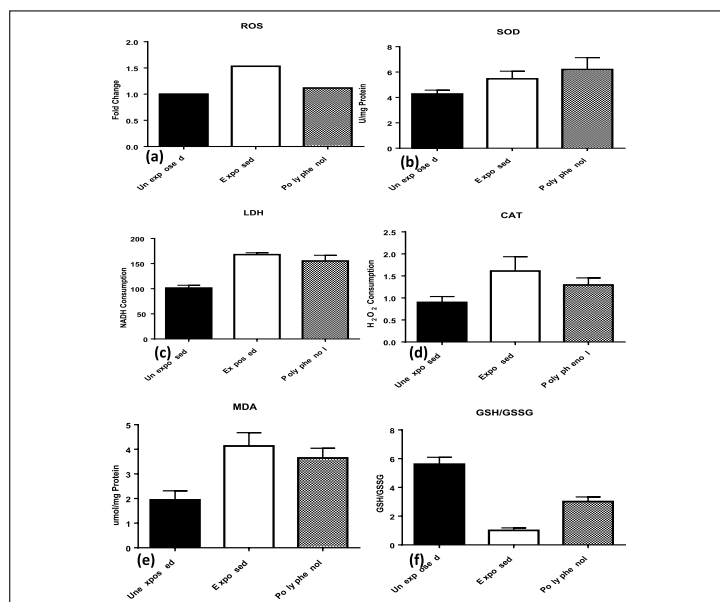 ROS
SOD
Fold Change
2.0
1.5
1.0
0.5
0.0
U/mg Protein
8
6
4
2
0
(a)
(b)
Un exp ose d
E xpo sed
Po ly phe nol
Un exp ose d
E xpo sed
P oly phe nol
LDH
CAT
NADH Consumption
200
150
100
50
0
H2O2 Consumption
2.5
2.0
1.5
1.0
0.5
0.0
(c)
(d)
Un expo sed
Ex pos ed
P oly phe no l
Une xpo sed
Expo sed
P oly ph eno l
MDA
GSH/GSSG
umol/mg Protein
5
4
3
2
1
0
GSH/GSSG
8
6
4
2
0
(e)
(f)
Une xpos ed
E xpo sed
Po ly phe nol
Un exp ose d
E xpo sed
Po ly phe nol